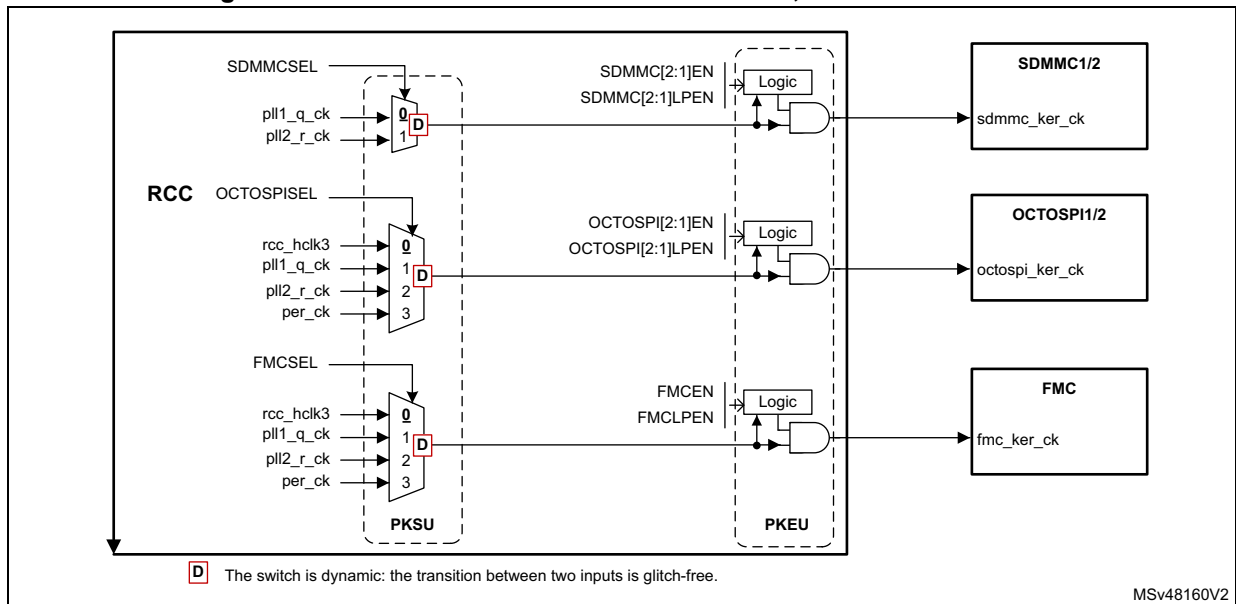 SDMMCSEL
pll1_q_ck
pll2_r_ck
0
1
D
SDMMC[2:1]EN
SDMMC[2:1]LPEN
Logic
SDMMC1/2
sdmmc_ker_ck
RCC
OCTOSPISEL
rcc_hclk3
pll1_q_ck
pll2_r_ck
per_ck
0
1
2
3
D
OCTOSPI[2:1]EN
OCTOSPI[2:1]LPEN
Logic
OCTOSPI1/2
octospi_ker_ck
FMCSEL
rcc_hclk3
pll1_q_ck
pll2_r_ck
per_ck
0
1
2
3
D
FMCEN
FMCLPEN
Logic
FMC
fmc_ker_ck
PKSU
PKEU
D The switch is dynamic: the transition between two inputs is glitch-free.
MSv48160V2